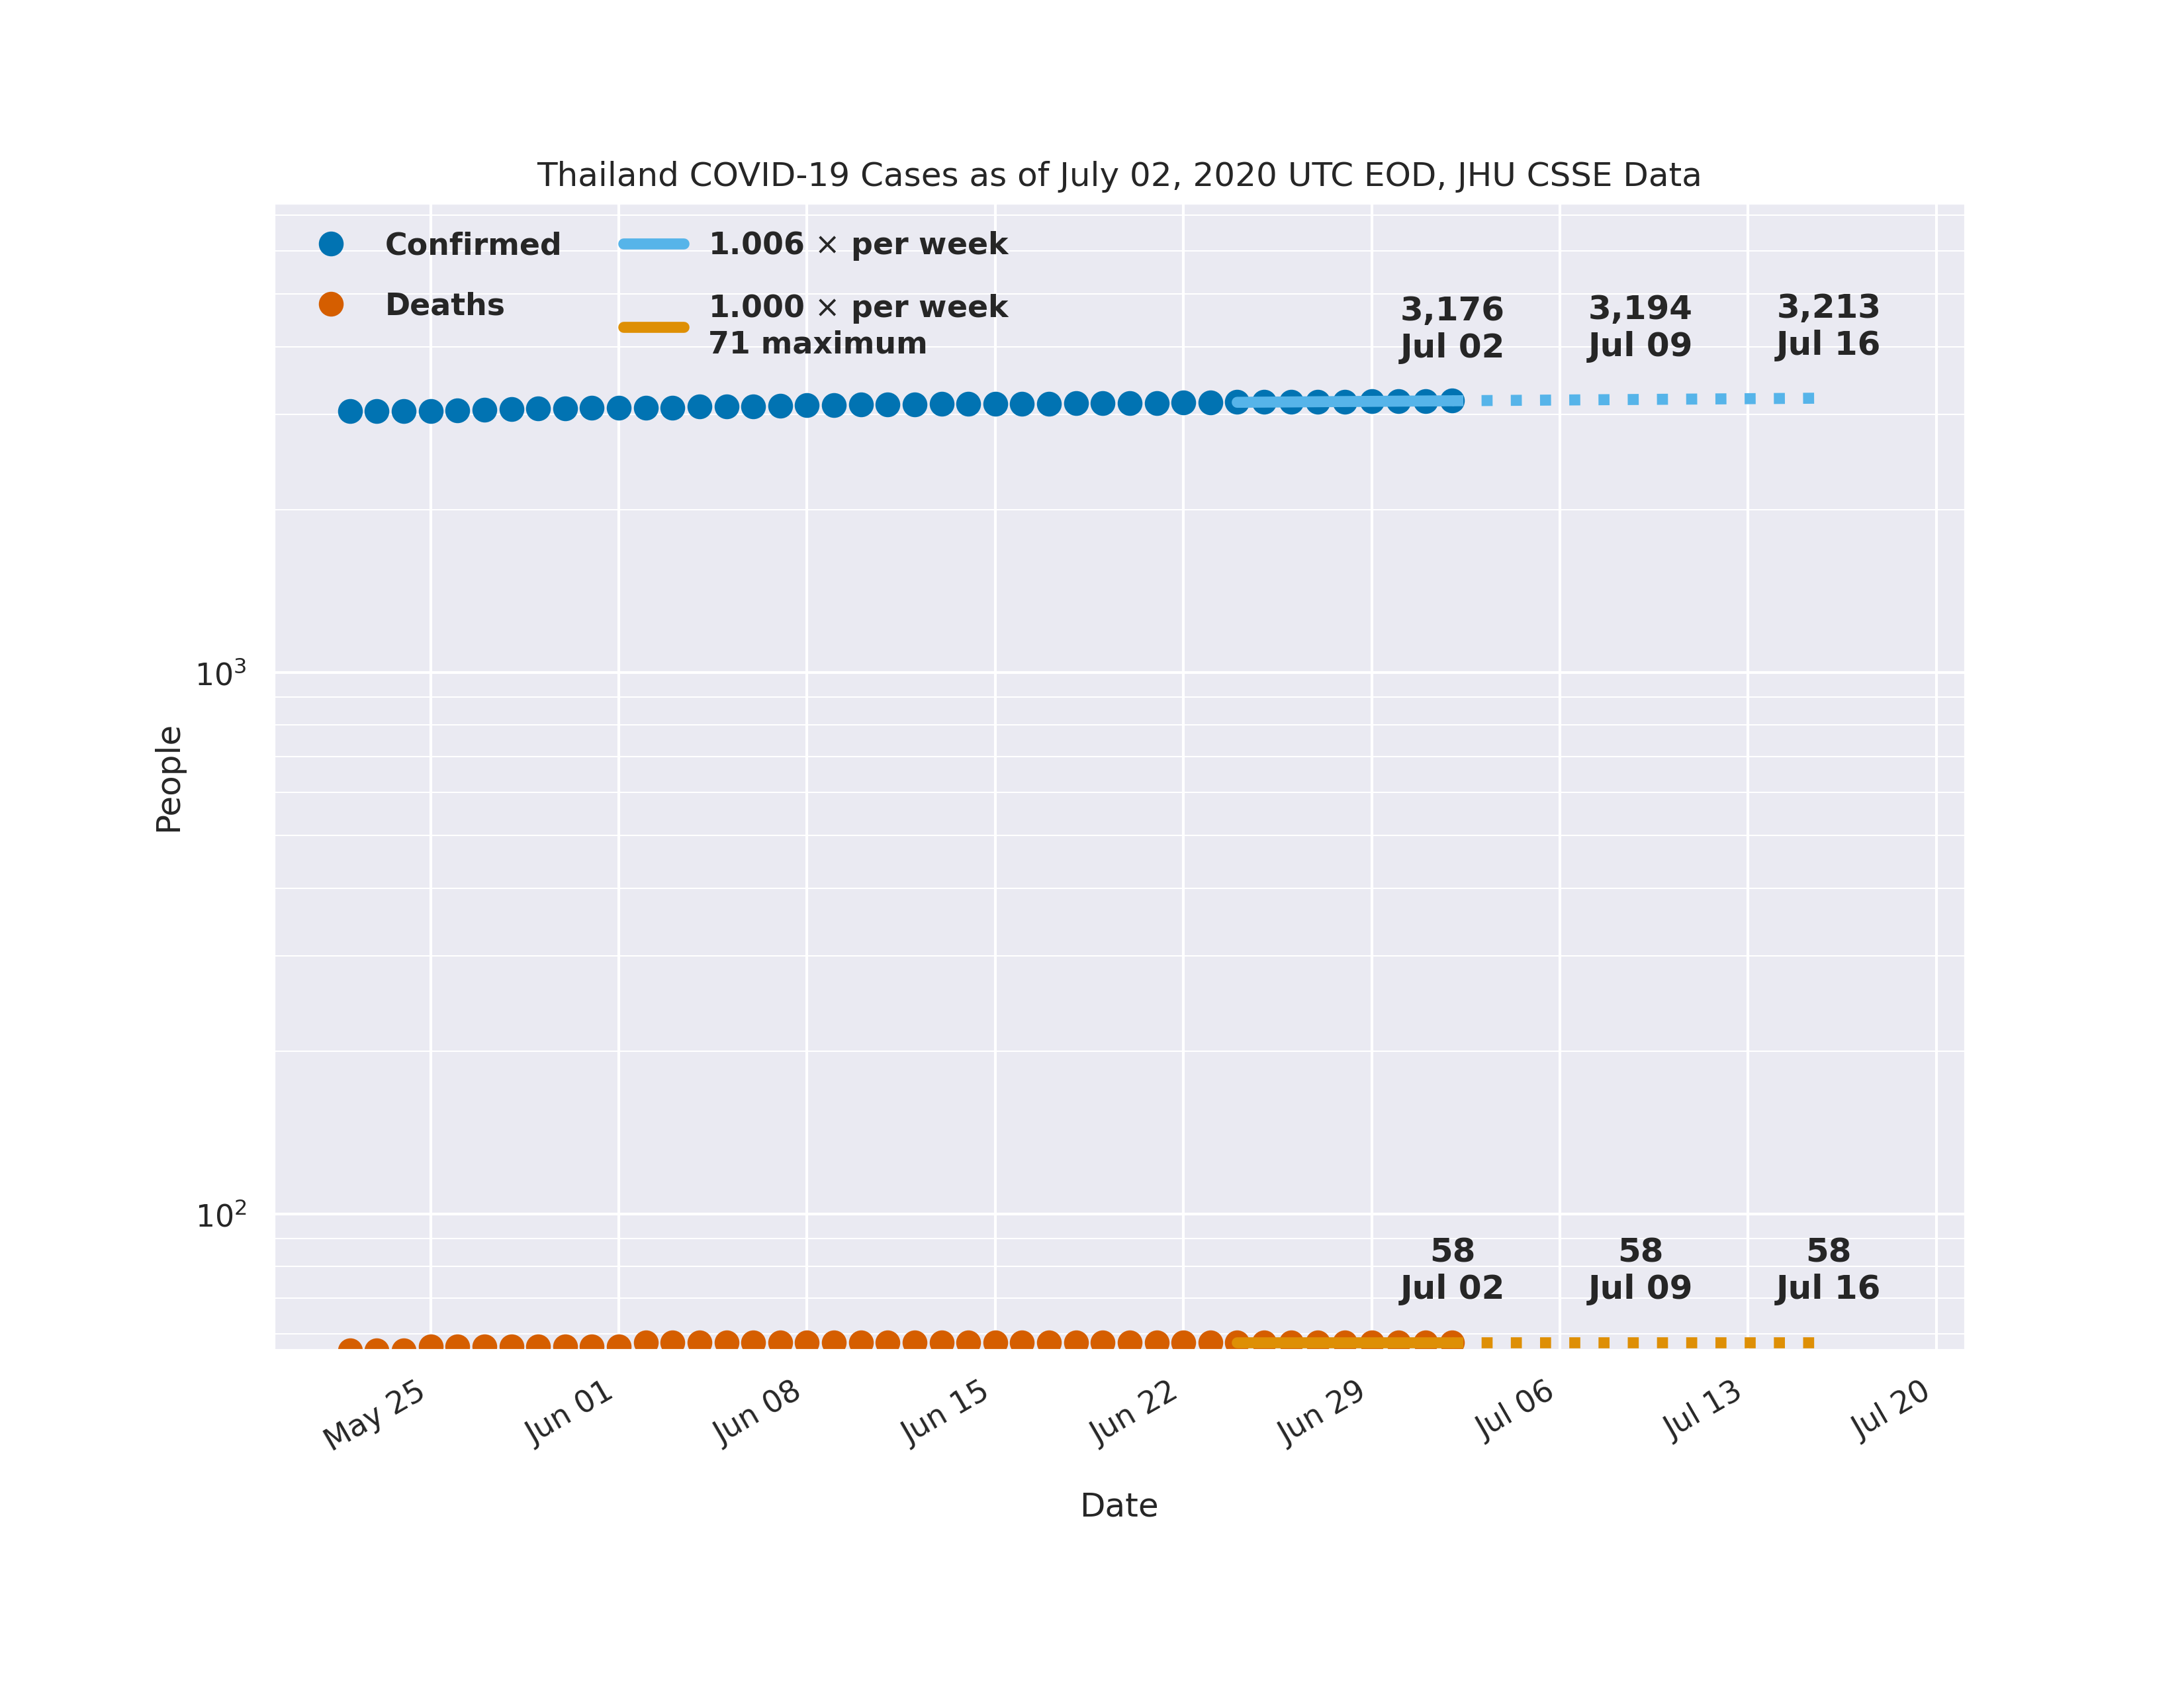 Thailand COVID-19 Cases as of July 02, 2020 UTC EOD, JHU CSSE Data
Confirmed
Deaths
1.006 × per week
1.000 × per week
71 maximum
3,176
Jul 02
3,194
Jul 09
3,213
Jul 16
10³
People
10²
58
Jul 02
58
Jul 09
58
Jul 16
May 25
Jun 01
Jun 08
Jun 15
Jun 22
Jun 29
Jul 06
Jul 13
Jul 20
Date